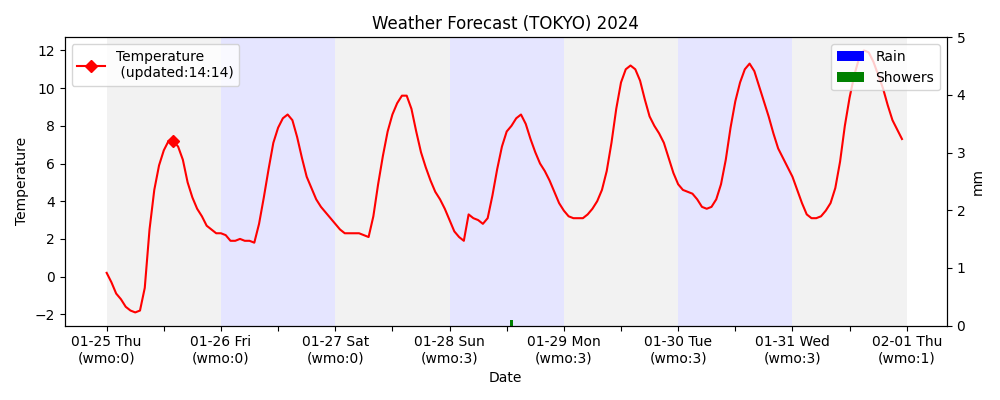 Weather Forecast (TOKYO) 2024
Temperature
(updated:14:14)
Rain
Showers
Temperature
12
10
8
6
4
2
0
−2
5
4
3
2
1
0
mm
01-25 Thu
(wmo:0)
01-26 Fri
(wmo:0)
01-27 Sat
(wmo:0)
01-28 Sun
(wmo:3)
01-29 Mon
(wmo:3)
01-30 Tue
(wmo:3)
01-31 Wed
(wmo:3)
02-01 Thu
(wmo:1)
Date